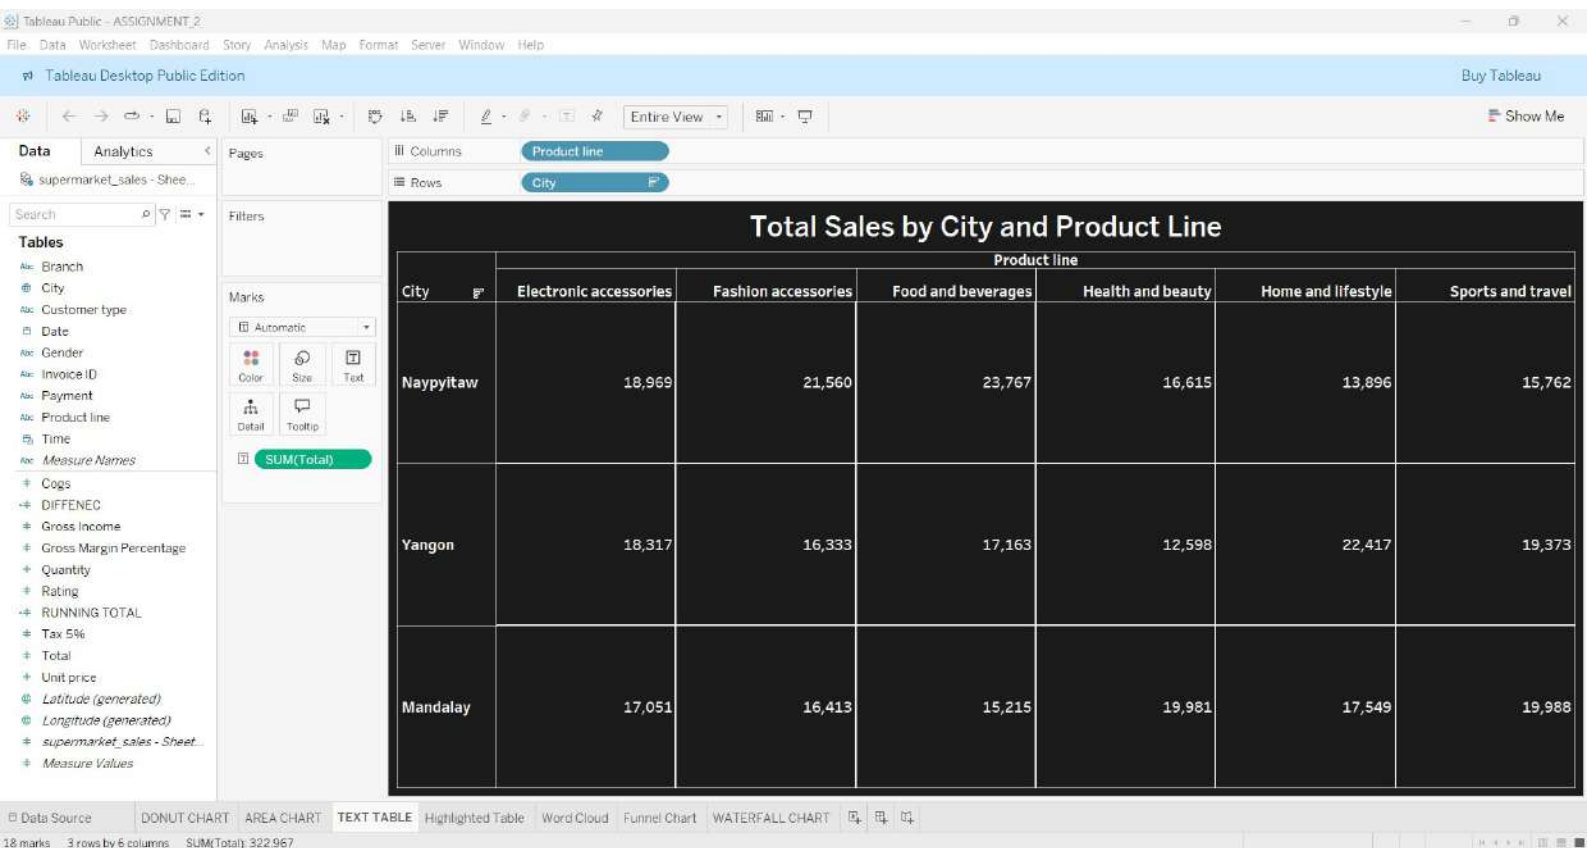 Tableau Public - ASSIGNMENT_2
File Data Worksheet Dashboard Story Analysis Map Format Server Window Help
Tableau Desktop Public Edition Buy Tableau
Entire View Show Me
Data Analytics
Pages
Columns Product line
supermarket_sales - Shee...
Rows City
Search
Filters
Tables
Total Sales by City and Product Line
Product line
Abc Branch
City
Abc Customer type
Date
Abc Gender
Abc Invoice ID
Abc Payment
Abc Product line
Time
Abc Measure Names
Cogs
DIFFENEC
Gross Income
Gross Margin Percentage
Quantity
Rating
RUNNING TOTAL
Tax 5%
Total
Unit price
Latitude (generated)
Longitude (generated)
supermarket_sales - Sheet...
Measure Values
Marks
Automatic
Color Size Text
Detail Tooltip
SUM(Total)
City Electronic accessories Fashion accessories Food and beverages Health and beauty Home and lifestyle Sports and travel
Naypyitaw 18,969 21,560 23,767 16,615 13,896 15,762
Yangon 18,317 16,333 17,163 12,598 22,417 19,373
Mandalay 17,051 16,413 15,215 19,981 17,549 19,988
Data Source DONUT CHART AREA CHART TEXT TABLE Highlighted Table Word Cloud Funnel Chart WATERFALL CHART
18 marks 3 rows by 6 columns SUM(Total): 322,967